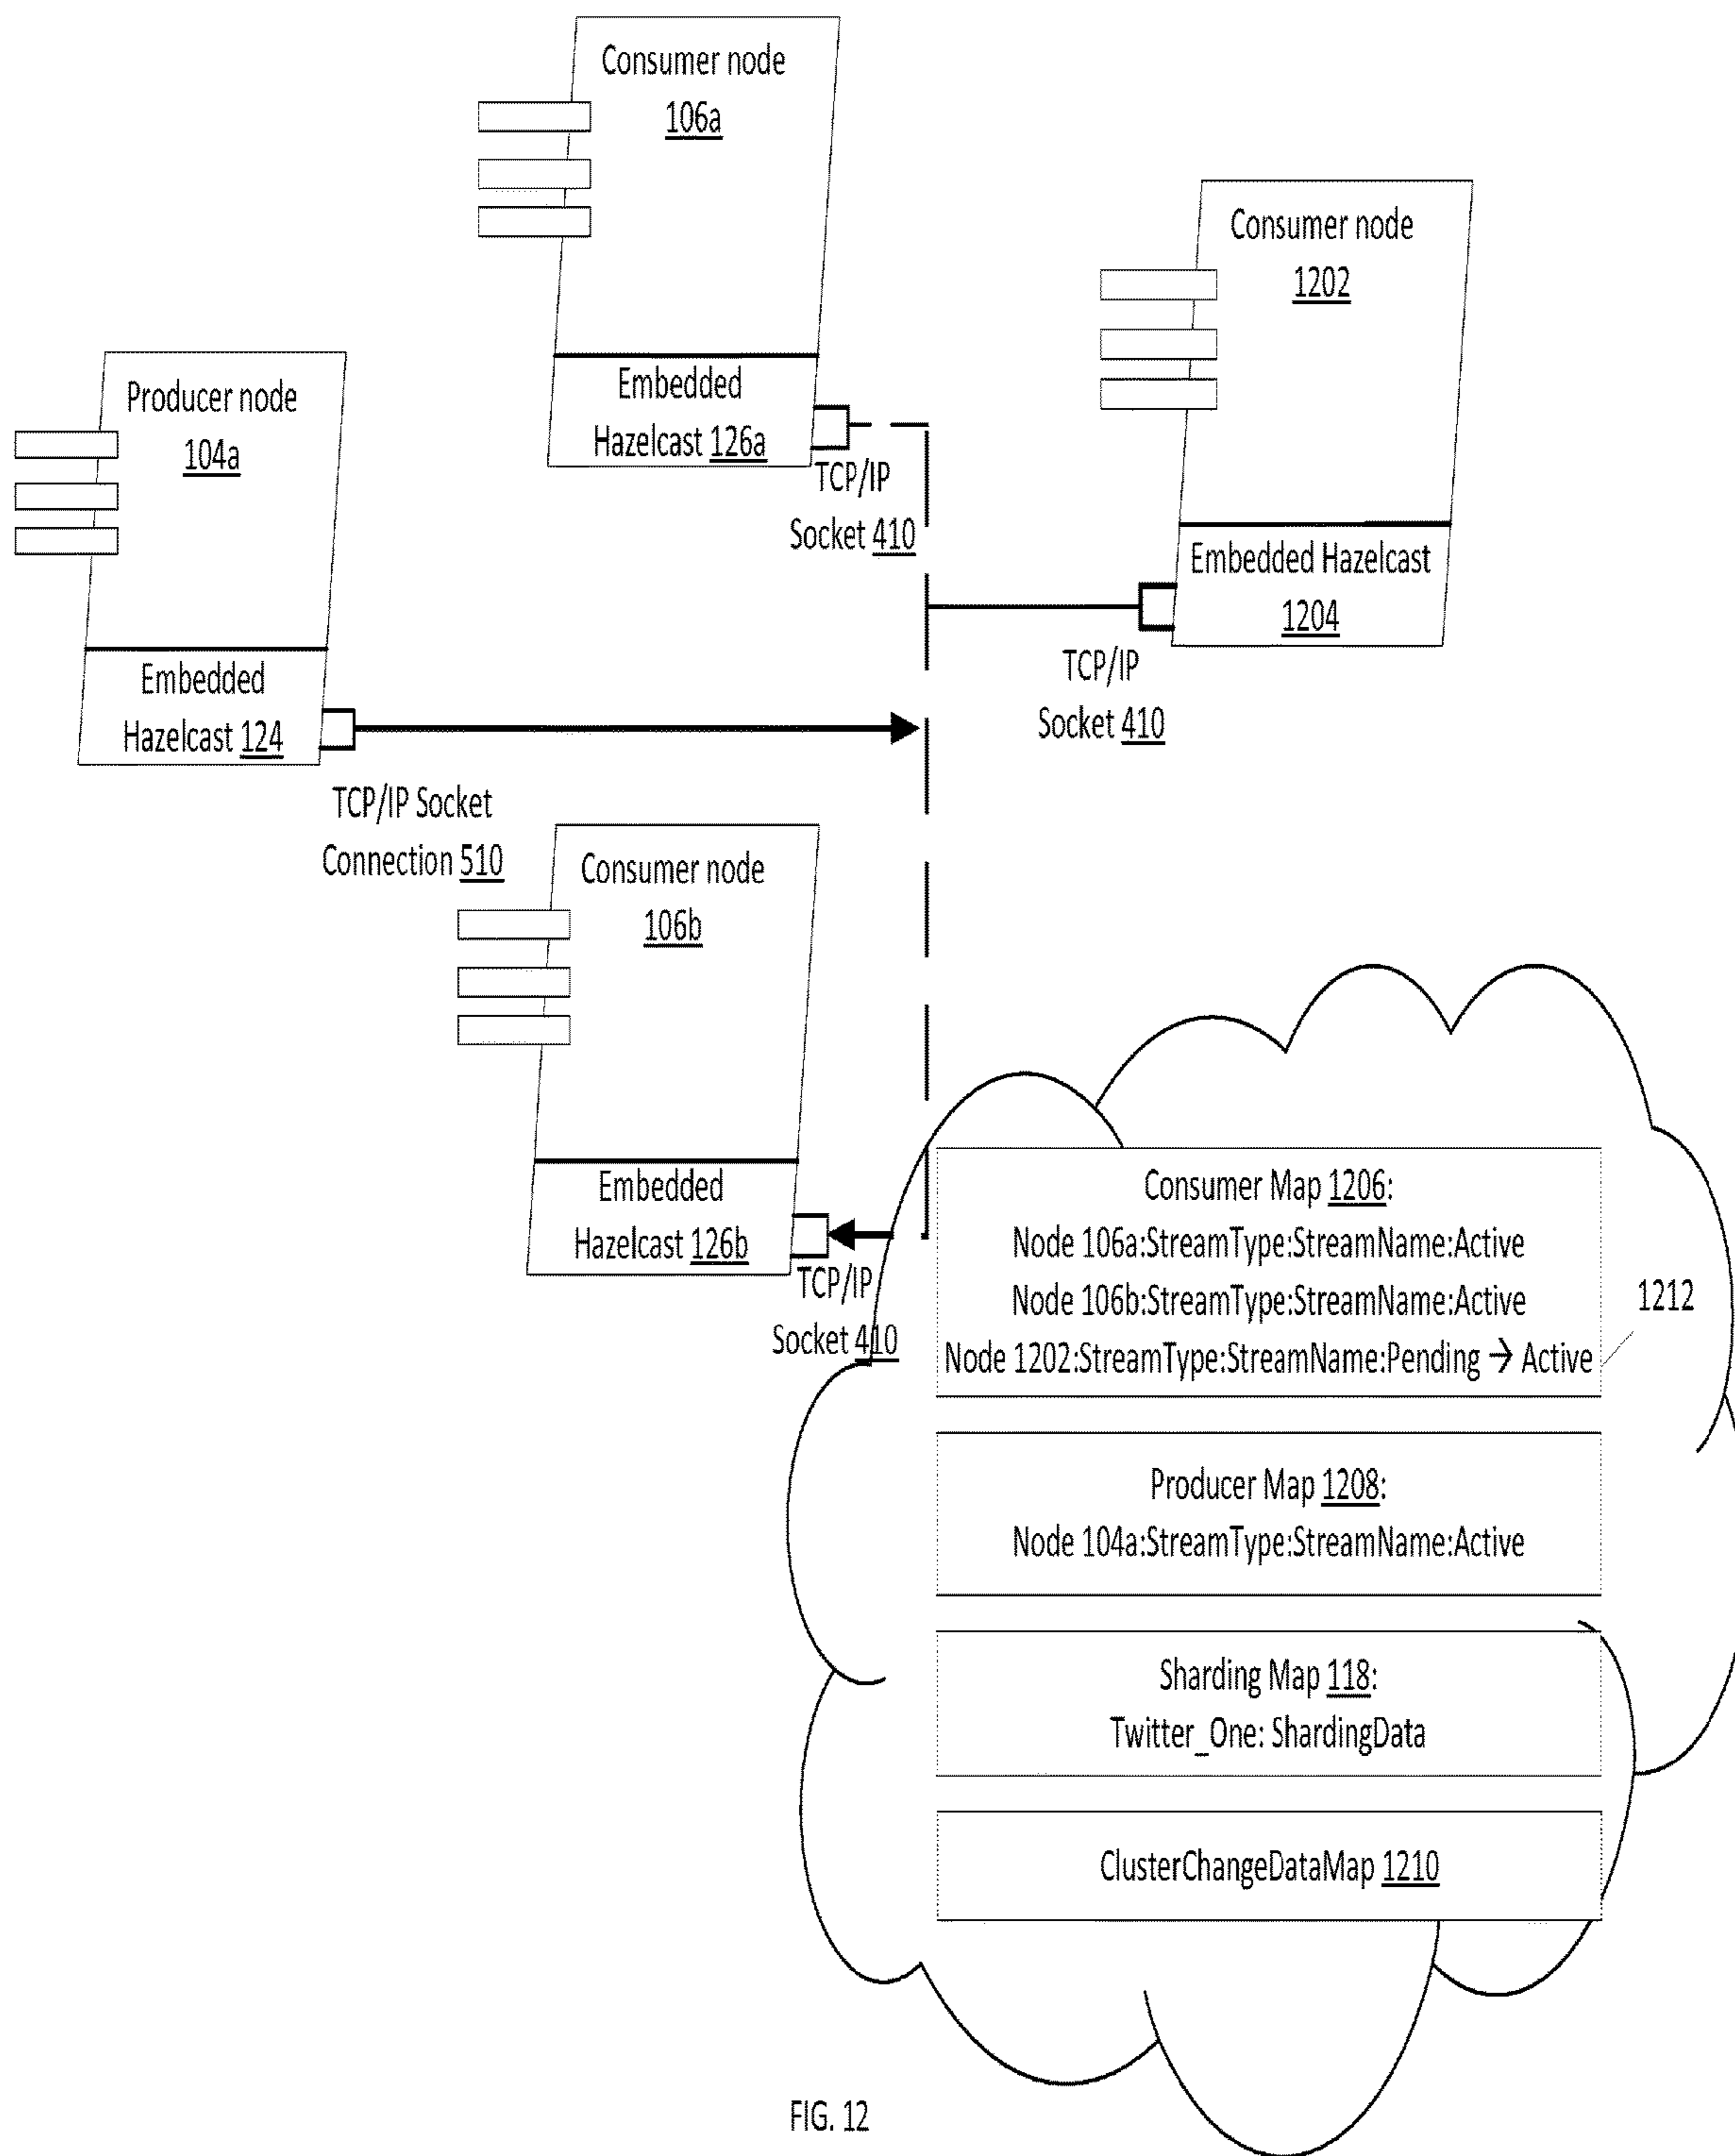 Consumer node
106a
Embedded
Hazelcast 126a
TCP/IP
Socket 410
Consumer node
1202
Embedded Hazelcast
1204
TCP/IP
Socket 410
Producer node
104a
Embedded
Hazelcast 124
TCP/IP Socket
Connection 510
Consumer node
106b
Embedded
Hazelcast 126b
TCP/IP
Socket 410
Consumer Map 1206:
Node 106a:StreamType:StreamName:Active
Node 106b:StreamType:StreamName:Active
Node 1202:StreamType:StreamName:Pending → Active
1212
Producer Map 1208:
Node 104a:StreamType:StreamName:Active
Sharding Map 118:
Twitter_One: ShardingData
ClusterChangeDataMap 1210
FIG. 12